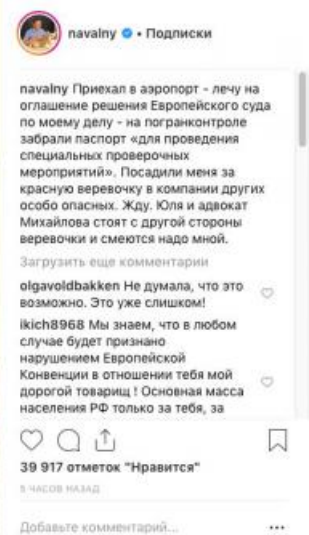 navalny • Подписки
navalny Приехал в аэропорт - лечу на
оглашение решения Европейского суда
по моему делу - на погранконтроле
забрали паспорт «для проведения
специальных проверочных
мероприятий». Посадили меня за
красную веревочку в компании других
особо опасных. Жду. Юля и адвокат
Михайлова стоят с другой стороны
веревочки и смеются надо мной.
Загрузить еще комментарии
olgavoldbakken Не думала, что это
возможно. Это уже слишком!
ikich8968 Мы знаем, что в любом
случае будет признано
нарушением Европейской
Конвенции в отношении тебя мой
дорогой товарищ ! Основная масса
населения РФ только за тебя, за
39 917 отметок "Нравится"
5 ЧАСОВ НАЗАД
Добавьте комментарий...